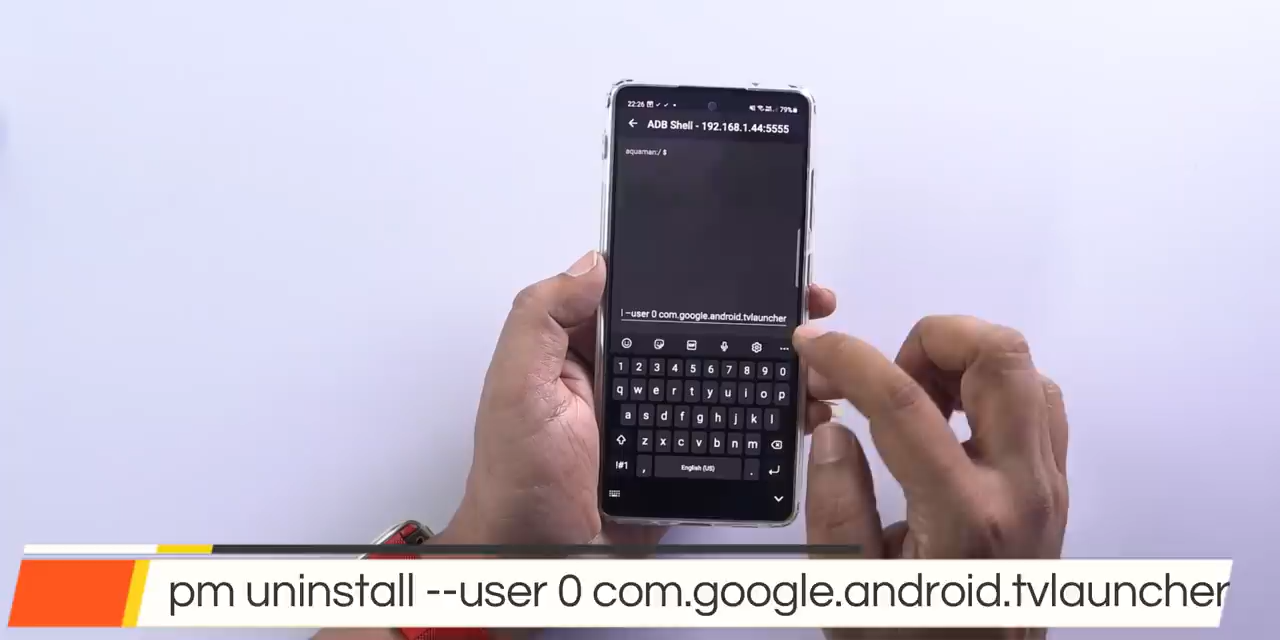 22:26
79%
ADB Shell - 192.168.1.44:5555
aquaman:/ $
l --user 0 com.google.android.tvlauncher
1 2 3 4 5 6 7 8 9 0
q w e r t y u i o p
a s d f g h j k l
z x c v b n m
!#1 , English (US) .
pm uninstall --user 0 com.google.android.tvlauncher